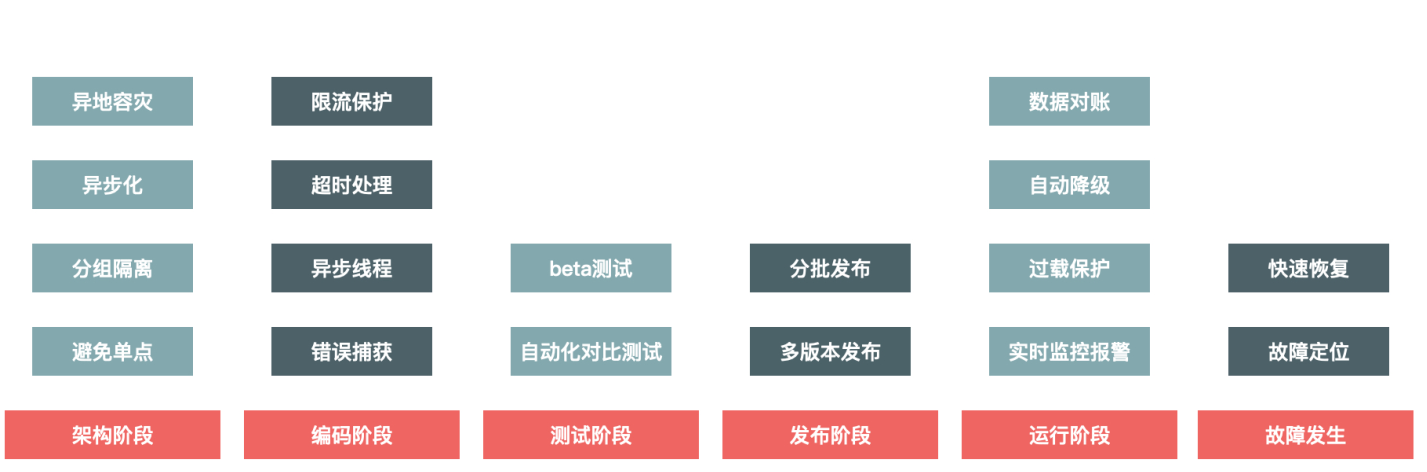 异地容灾
限流保护
数据对账
异步化
超时处理
自动降级
分组隔离
异步线程
beta测试
分批发布
过载保护
快速恢复
避免单点
错误捕获
自动化对比测试
多版本发布
实时监控报警
故障定位
架构阶段
编码阶段
测试阶段
发布阶段
运行阶段
故障发生